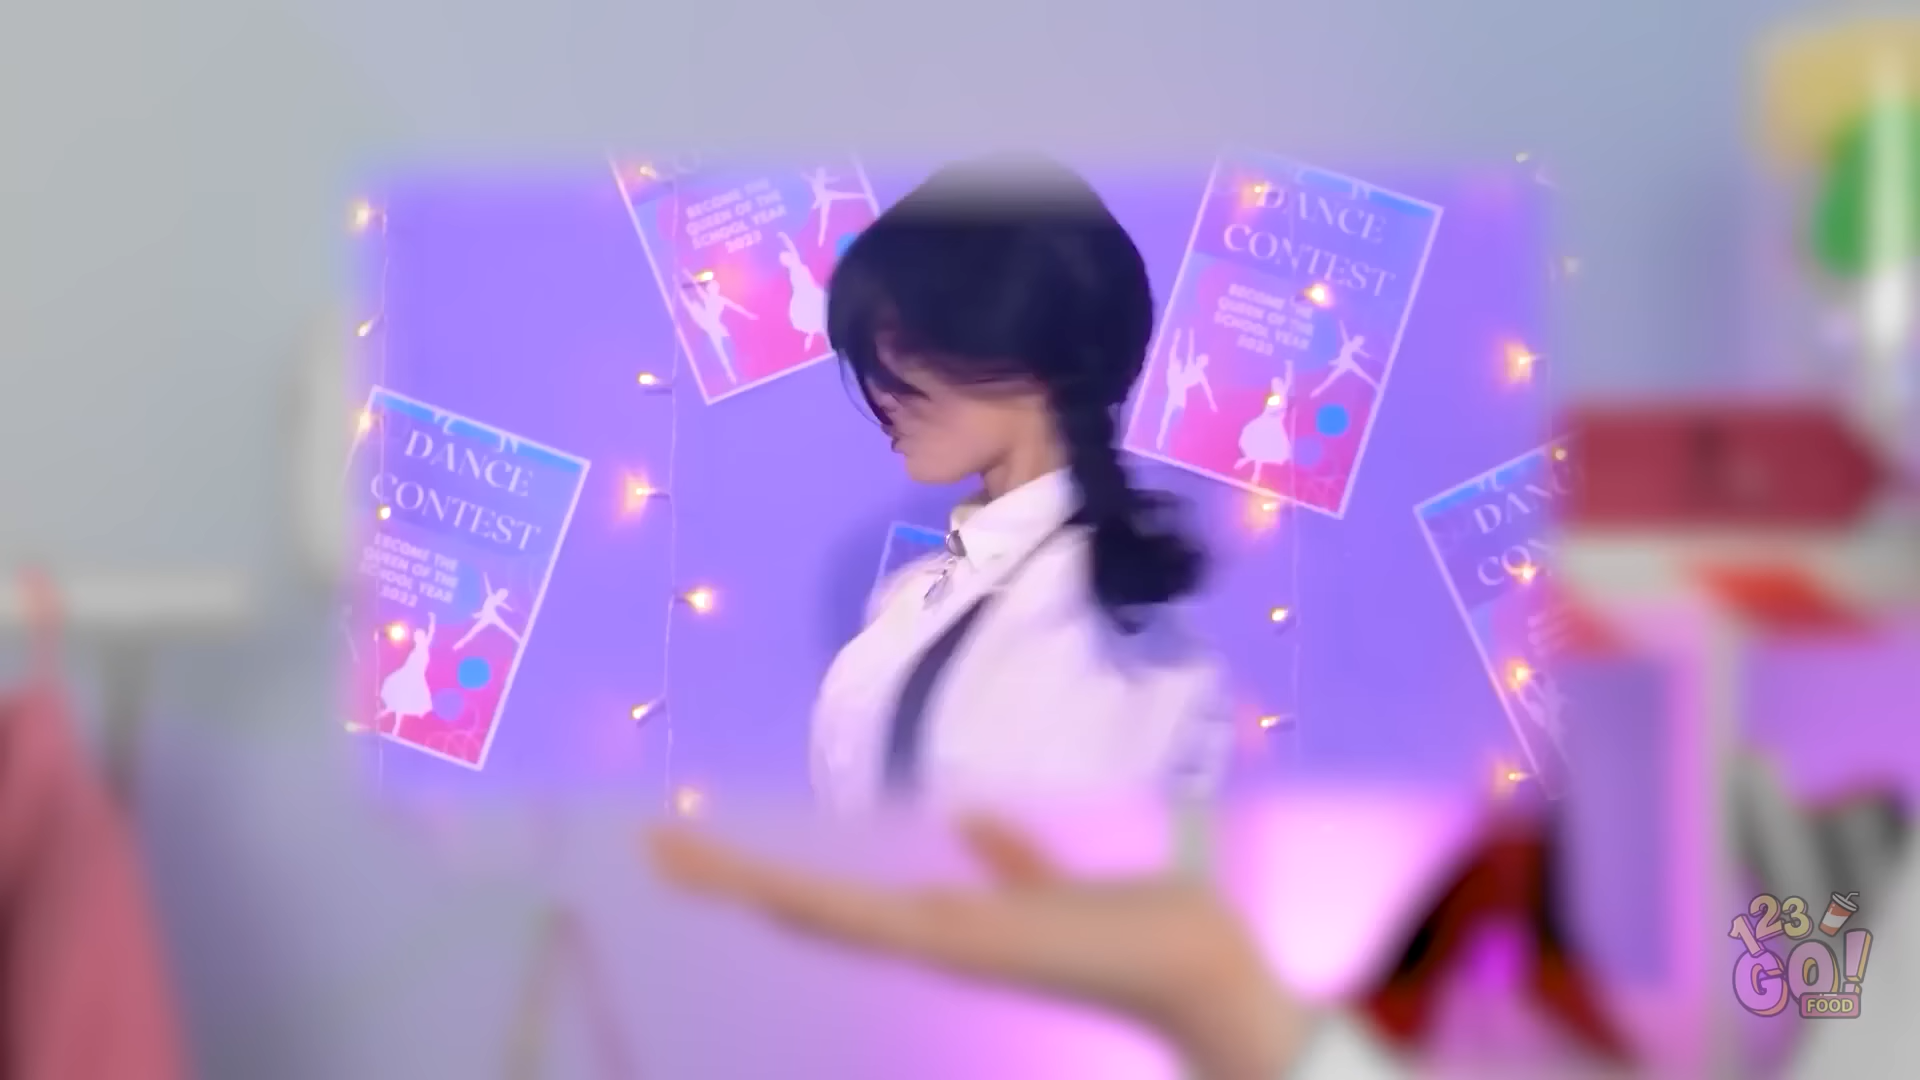 BECOME THE
QUEEN OF THE
SCHOOL YEAR
2023
DANCE
CONTEST
BECOME THE
QUEEN OF THE
SCHOOL YEAR
2023
DANCE
CONTEST
BECOME THE
QUEEN OF THE
SCHOOL YEAR
2023
123
GO!
FOOD